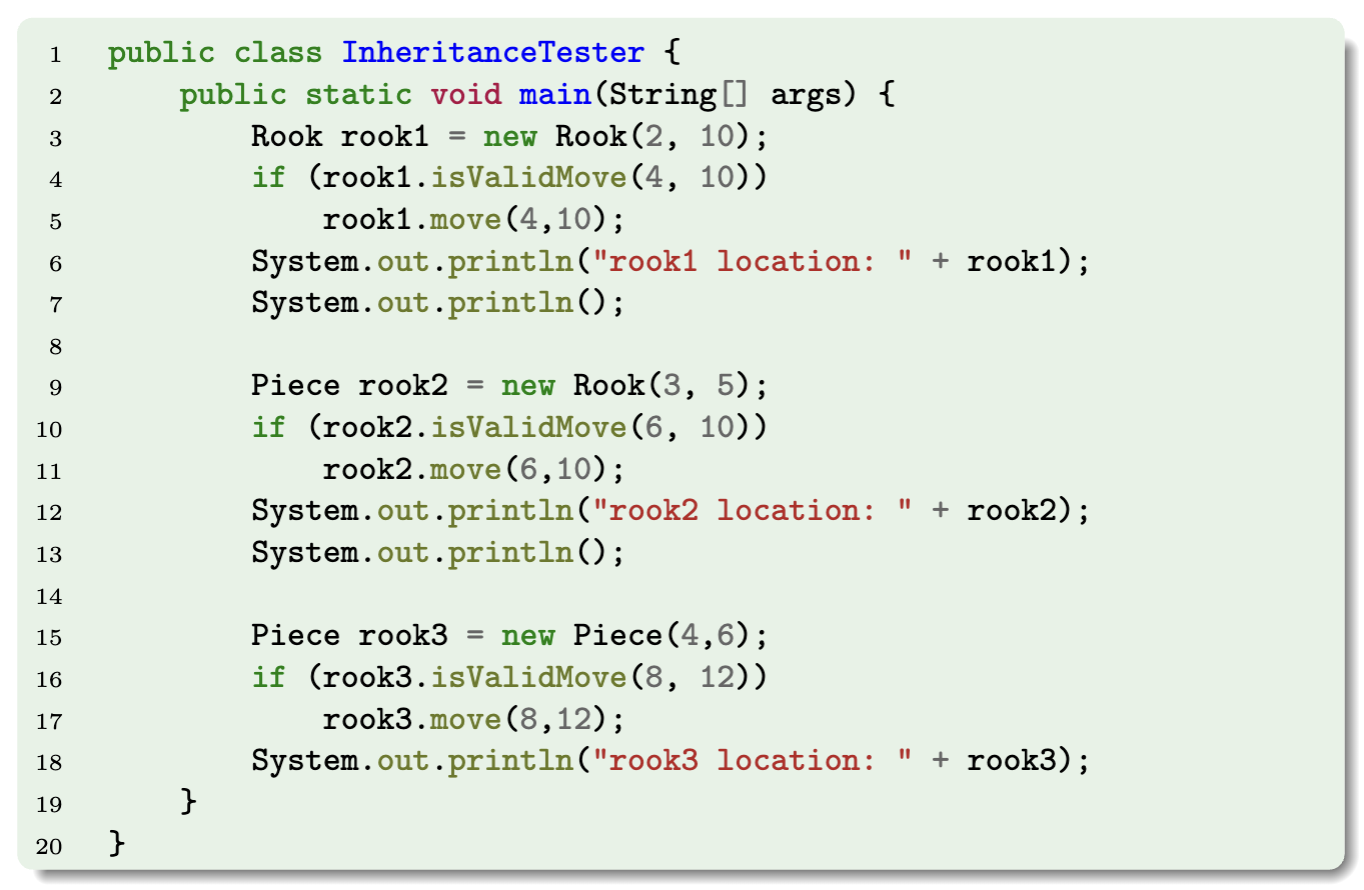 1 public class InheritanceTester {
2 public static void main(String[] args) {
3 Rook rook1 = new Rook(2, 10);
4 if (rook1.isValidMove(4, 10))
5 rook1.move(4,10);
6 System.out.println("rook1 location: " + rook1);
7 System.out.println();
8
9 Piece rook2 = new Rook(3, 5);
10 if (rook2.isValidMove(6, 10))
11 rook2.move(6,10);
12 System.out.println("rook2 location: " + rook2);
13 System.out.println();
14
15 Piece rook3 = new Piece(4,6);
16 if (rook3.isValidMove(8, 12))
17 rook3.move(8,12);
18 System.out.println("rook3 location: " + rook3);
19 }
20 }